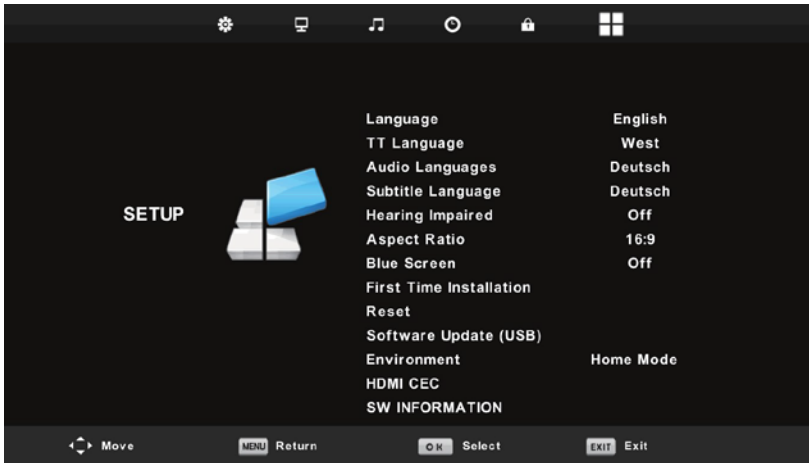 SETUP
Language English
TT Language West
Audio Languages Deutsch
Subtitle Language Deutsch
Hearing Impaired Off
Aspect Ratio 16:9
Blue Screen Off
First Time Installation
Reset
Software Update (USB)
Environment Home Mode
HDMI CEC
SW INFORMATION
Move MENU Return OK Select EXIT Exit